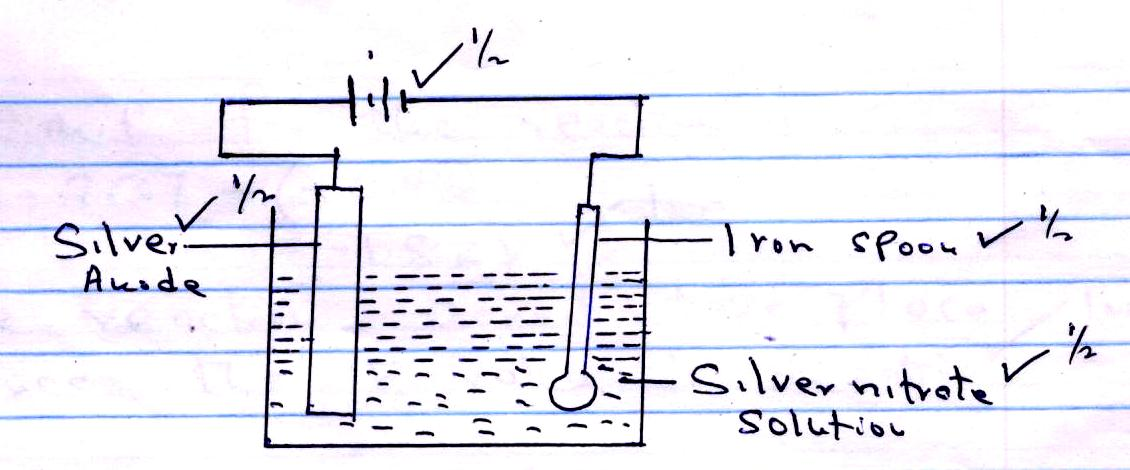 ✓ 1/2
✓ 1/2
Silver
Anode
Iron spoon ✓ 1/2
Silver nitrate ✓ 1/2
solution